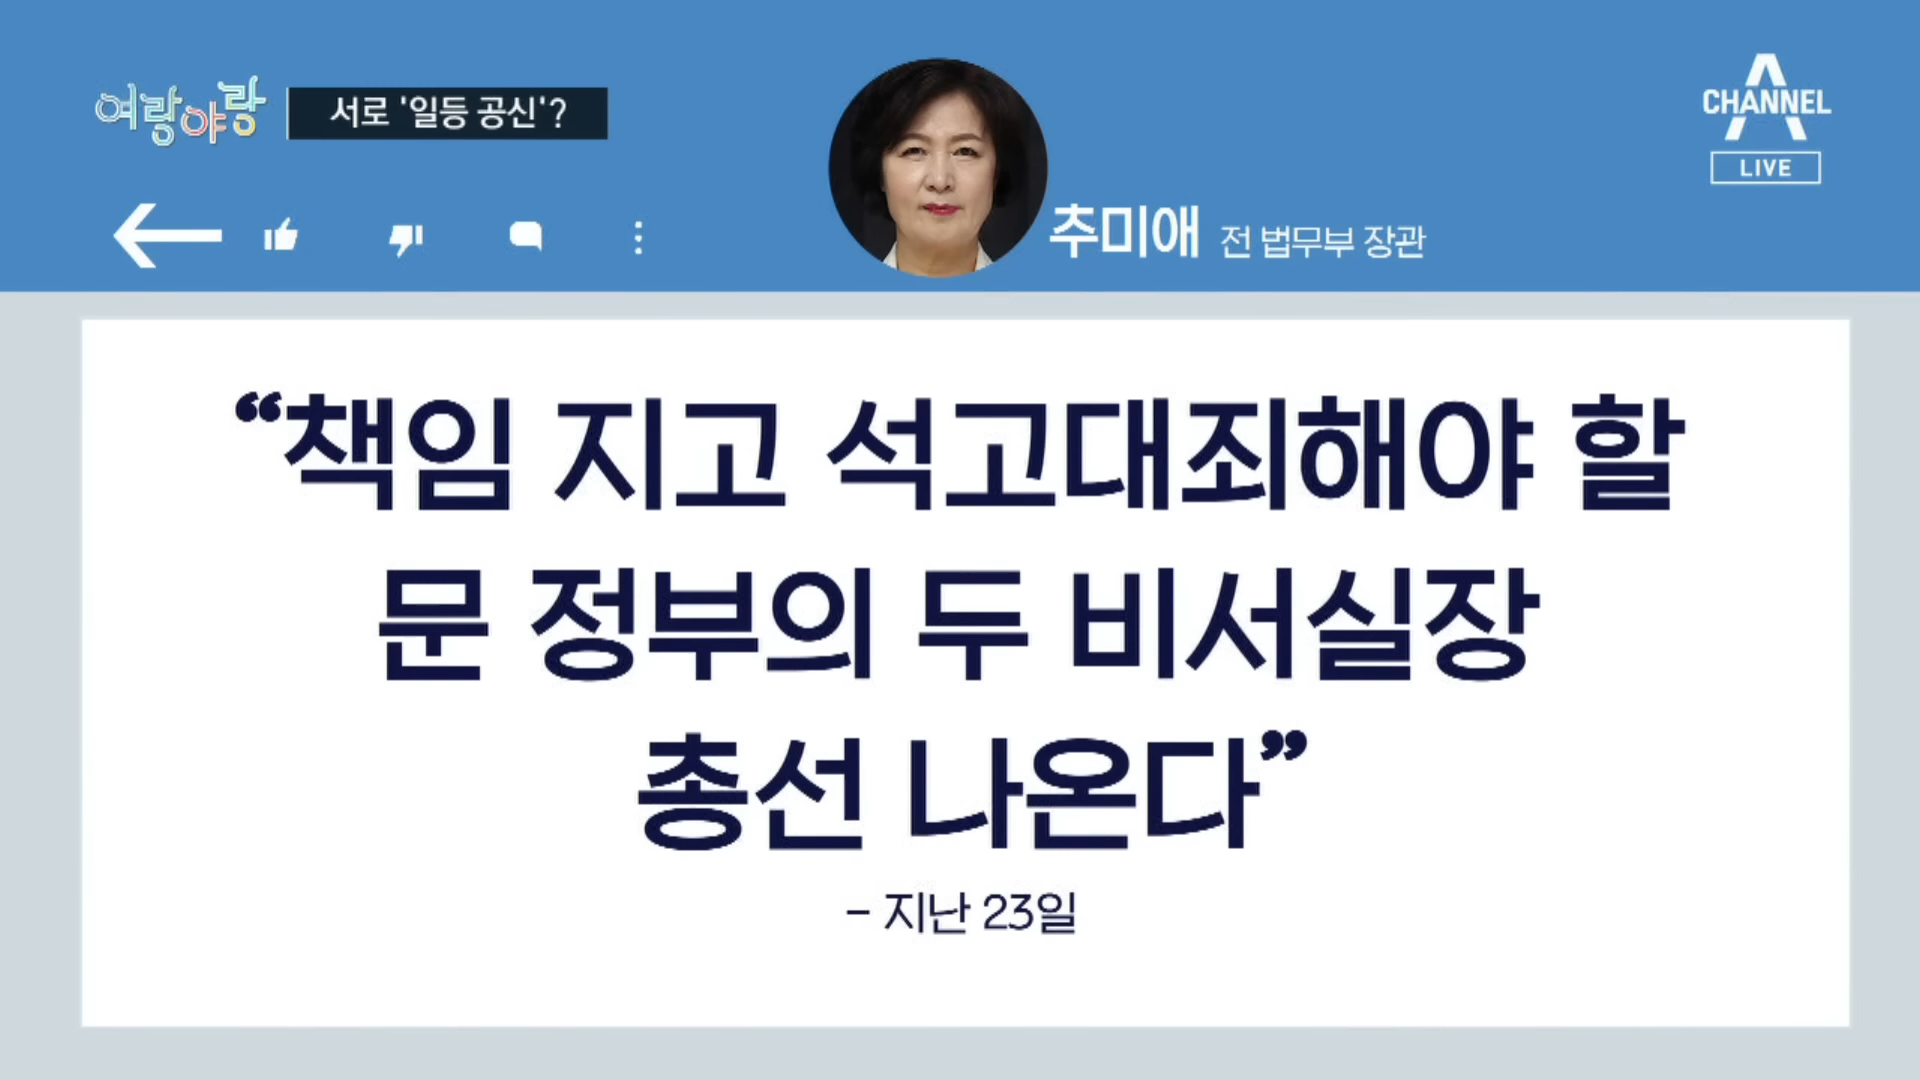 여랑야랑
서로 '일등 공신'?
CHANNEL A
LIVE
추미애 전 법무부 장관
“책임 지고 석고대죄해야 할
문 정부의 두 비서실장
총선 나온다”
- 지난 23일